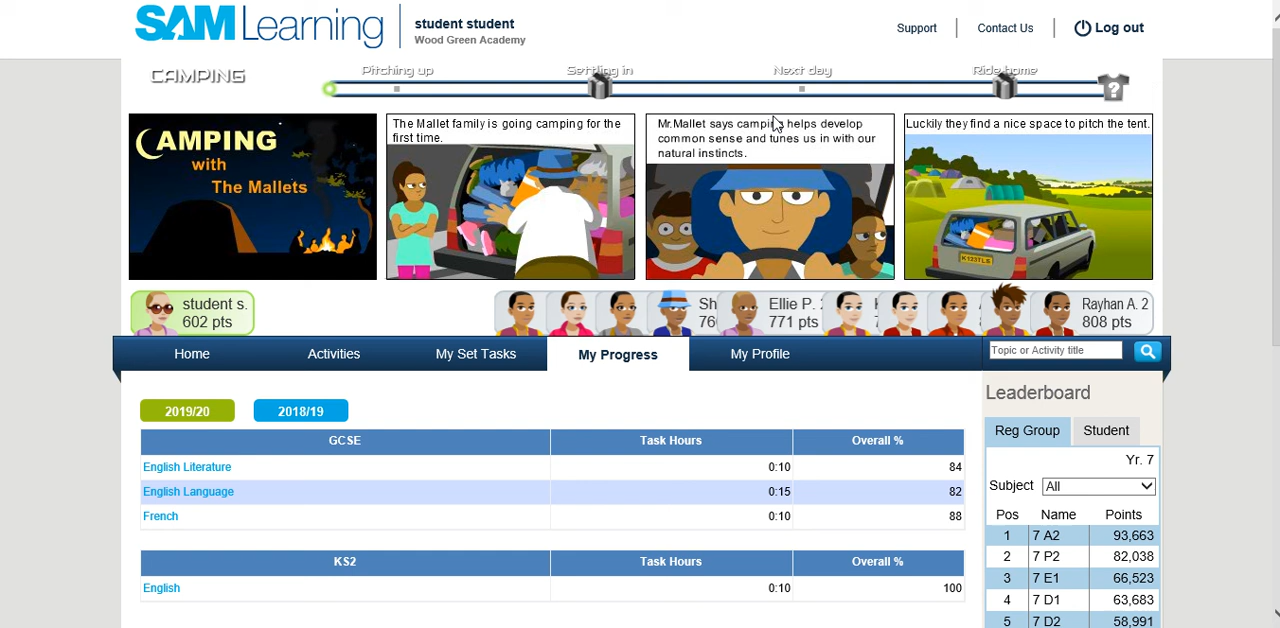 SAM Learning
student student
Wood Green Academy
Support
Contact Us
Log out
CAMPING
Pitching up
Settling in
Next day
Ride home
?
CAMPING
with
The Mallets
The Mallet family is going camping for the
first time.
Mr.Mallet says camping helps develop
common sense and tunes us in with our
natural instincts.
Luckily they find a nice space to pitch the tent.
K123TLS
student s.
602 pts
Sh
76
Ellie P. 2
771 pts
Rayhan A. 2
808 pts
Home
Activities
My Set Tasks
My Progress
My Profile
Topic or Activity title
2019/20
2018/19
GCSE Task Hours Overall %
English Literature 0:10 84
English Language 0:15 82
French 0:10 88
KS2 Task Hours Overall %
English 0:10 100
Leaderboard
Reg Group
Student
Yr. 7
Subject All
Pos Name Points
1 7 A2 93,663
2 7 P2 82,038
3 7 E1 66,523
4 7 D1 63,683
5 7 D2 58,991